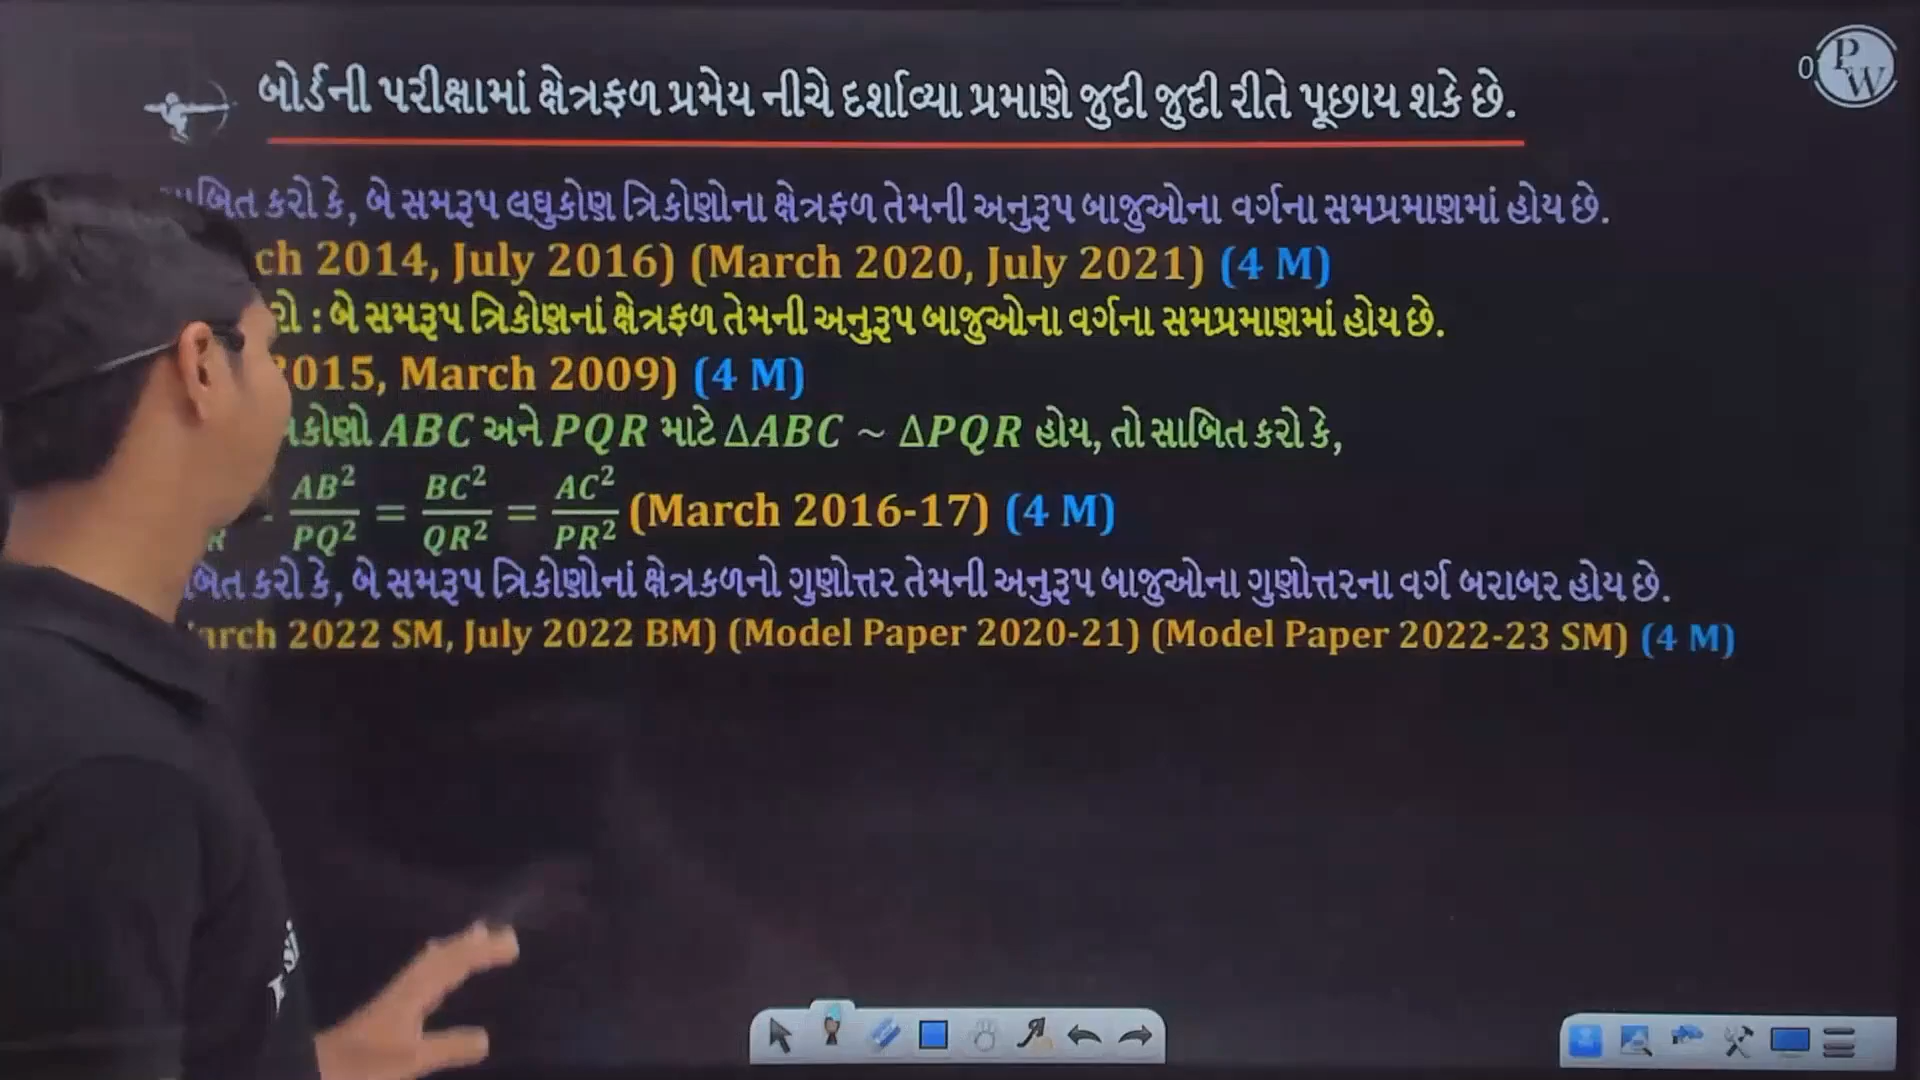 બોર્ડની પરીક્ષામાં ક્ષેત્રફળ પ્રમેય નીચે દર્શાવ્યા પ્રમાણે જુદી જુદી રીતે પૂછાય શકે છે.
PW
કરો કે, બે સમરૂપ લઘુકોણ ત્રિકોણોના ક્ષેત્રફળ તેમની અનુરૂપ બાજુઓના વર્ગના સમપ્રમાણમાં હોય છે.
ch 2014, July 2016) (March 2020, July 2021) (4 M)
: બે સમરૂપ ત્રિકોણનાં ક્ષેત્રફળ તેમની અનુરૂપ બાજુઓના વર્ગના સમપ્રમાણમાં હોય છે.
015, March 2009) (4 M)
કોણો ABC અને PQR માટે ΔABC ~ ΔPQR હોય, તો સાબિત કરો કે,
AB²/PQ² = BC²/QR² = AC²/PR² (March 2016-17) (4 M)
બિત કરો કે, બે સમરૂપ ત્રિકોણોનાં ક્ષેત્રકળનો ગુણોત્તર તેમની અનુરૂપ બાજુઓના ગુણોત્તરના વર્ગ બરાબર હોય છે.
arch 2022 SM, July 2022 BM) (Model Paper 2020-21) (Model Paper 2022-23 SM) (4 M)